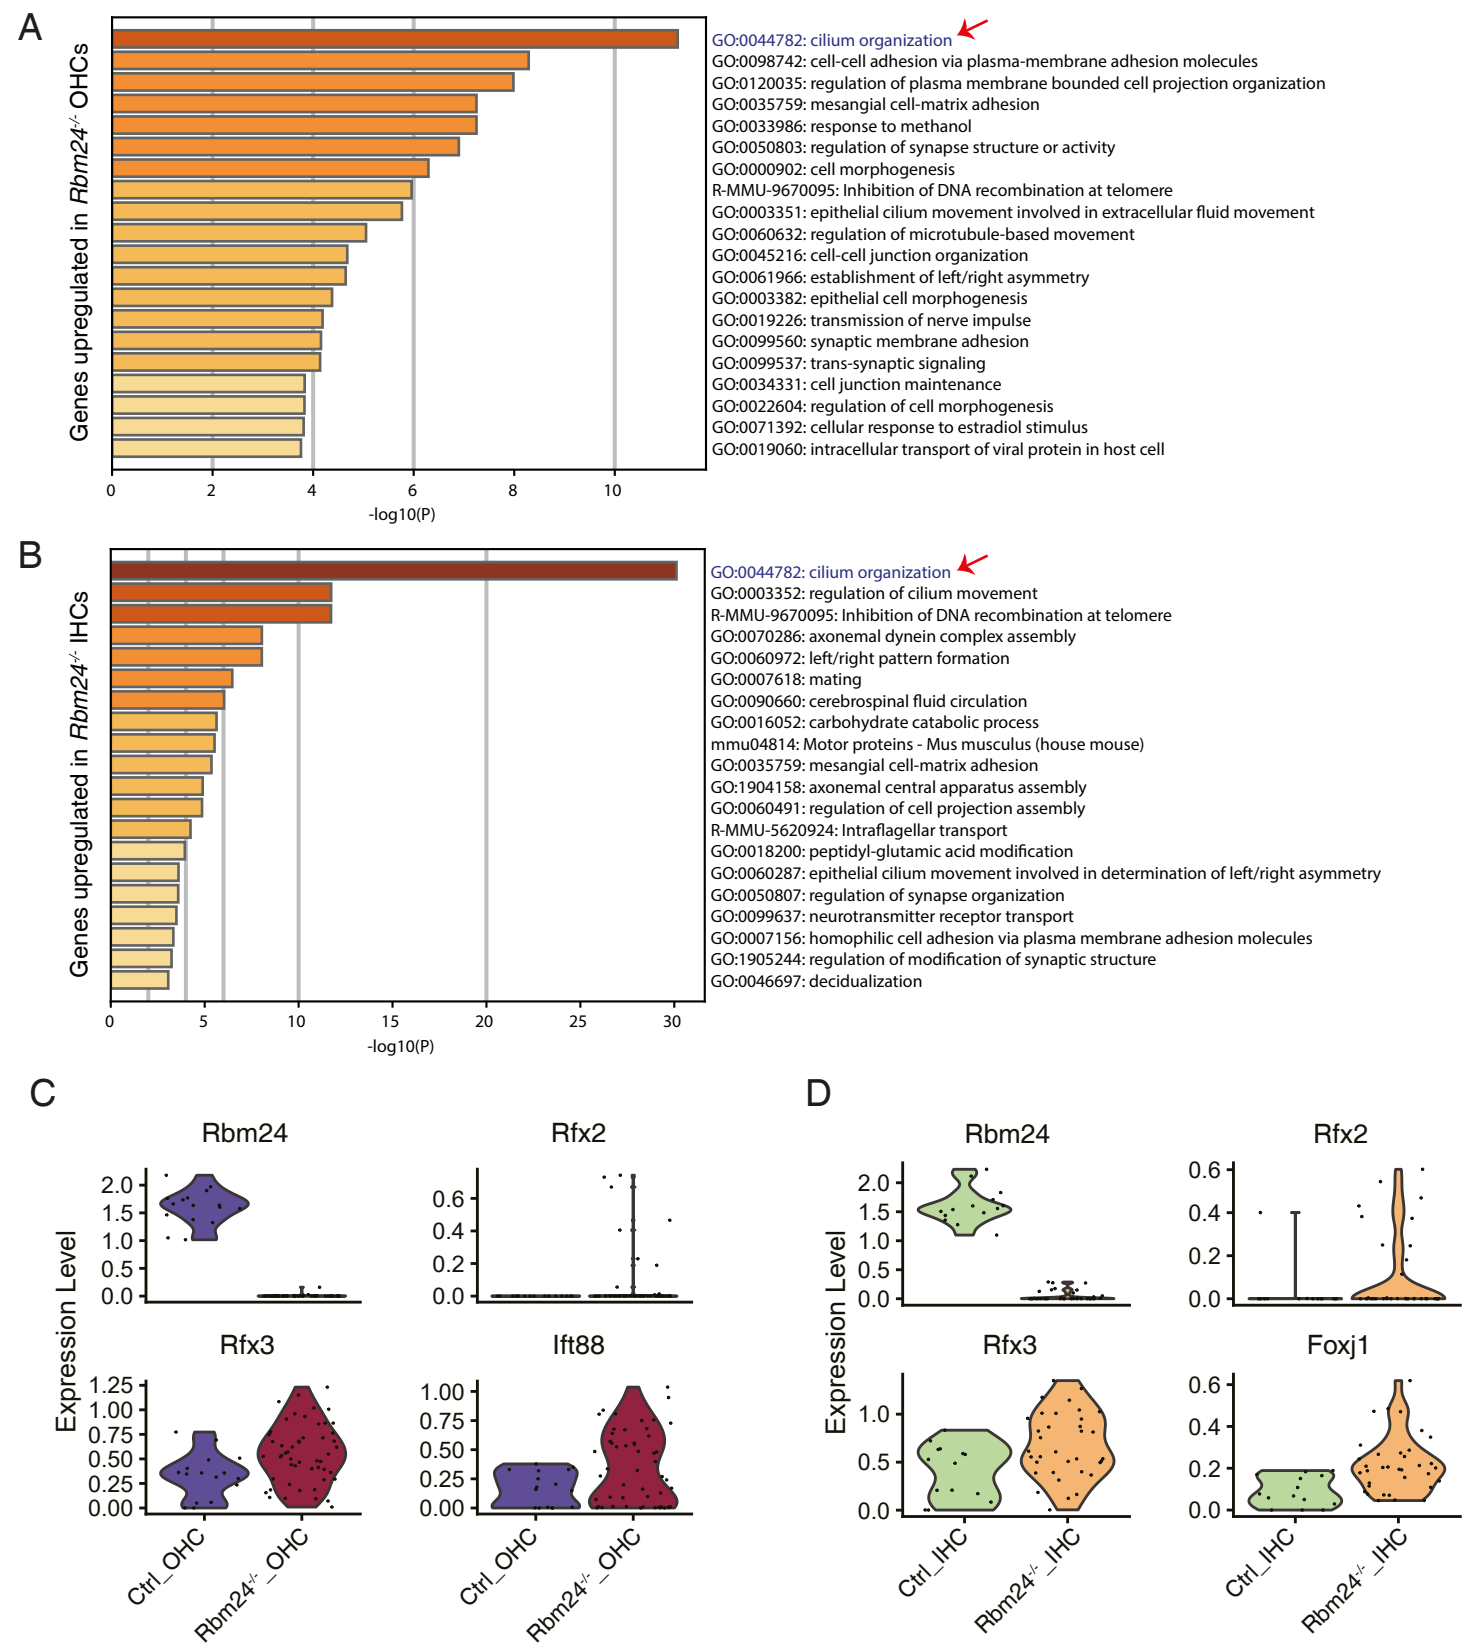 A
Genes upregulated in Rbm24-/- OHCs
GO:0044782: cilium organization
GO:0098742: cell-cell adhesion via plasma-membrane adhesion molecules
GO:0120035: regulation of plasma membrane bounded cell projection organization
GO:0035759: mesangial cell-matrix adhesion
GO:0033986: response to methanol
GO:0050803: regulation of synapse structure or activity
GO:0000902: cell morphogenesis
R-MMU-9670095: Inhibition of DNA recombination at telomere
GO:0003351: epithelial cilium movement involved in extracellular fluid movement
GO:0060632: regulation of microtubule-based movement
GO:0045216: cell-cell junction organization
GO:0061966: establishment of left/right asymmetry
GO:0003382: epithelial cell morphogenesis
GO:0019226: transmission of nerve impulse
GO:0099560: synaptic membrane adhesion
GO:0099537: trans-synaptic signaling
GO:0034331: cell junction maintenance
GO:0022604: regulation of cell morphogenesis
GO:0071392: cellular response to estradiol stimulus
GO:0019060: intracellular transport of viral protein in host cell
0 2 4 6 8 10
-log10(P)
B
Genes upregulated in Rbm24-/- IHCs
GO:0044782: cilium organization
GO:0003352: regulation of cilium movement
R-MMU-9670095: Inhibition of DNA recombination at telomere
GO:0070286: axonemal dynein complex assembly
GO:0060972: left/right pattern formation
GO:0007618: mating
GO:0090660: cerebrospinal fluid circulation
GO:0016052: carbohydrate catabolic process
mmu04814: Motor proteins - Mus musculus (house mouse)
GO:0035759: mesangial cell-matrix adhesion
GO:1904158: axonemal central apparatus assembly
GO:0060491: regulation of cell projection assembly
R-MMU-5620924: Intraflagellar transport
GO:0018200: peptidyl-glutamic acid modification
GO:0060287: epithelial cilium movement involved in determination of left/right asymmetry
GO:0050807: regulation of synapse organization
GO:0099637: neurotransmitter receptor transport
GO:0007156: homophilic cell adhesion via plasma membrane adhesion molecules
GO:1905244: regulation of modification of synaptic structure
GO:0046697: decidualization
0 5 10 15 20 25 30
-log10(P)
C
Expression Level
Rbm24
2.0
1.5
1.0
0.5
0.0
Rfx2
0.6
0.4
0.2
0.0
Rfx3
1.25
1.00
0.75
0.50
0.25
0.00
Ift88
1.00
0.75
0.50
0.25
0.00
Ctrl_OHC
Rbm24-/-_OHC
Ctrl_OHC
Rbm24-/-_OHC
D
Expression Level
Rbm24
2.0
1.5
1.0
0.5
0.0
Rfx2
0.6
0.4
0.2
0.0
Rfx3
1.0
0.5
0.0
Foxj1
0.6
0.4
0.2
0.0
Ctrl_IHC
Rbm24-/-_IHC
Ctrl_IHC
Rbm24-/-_IHC